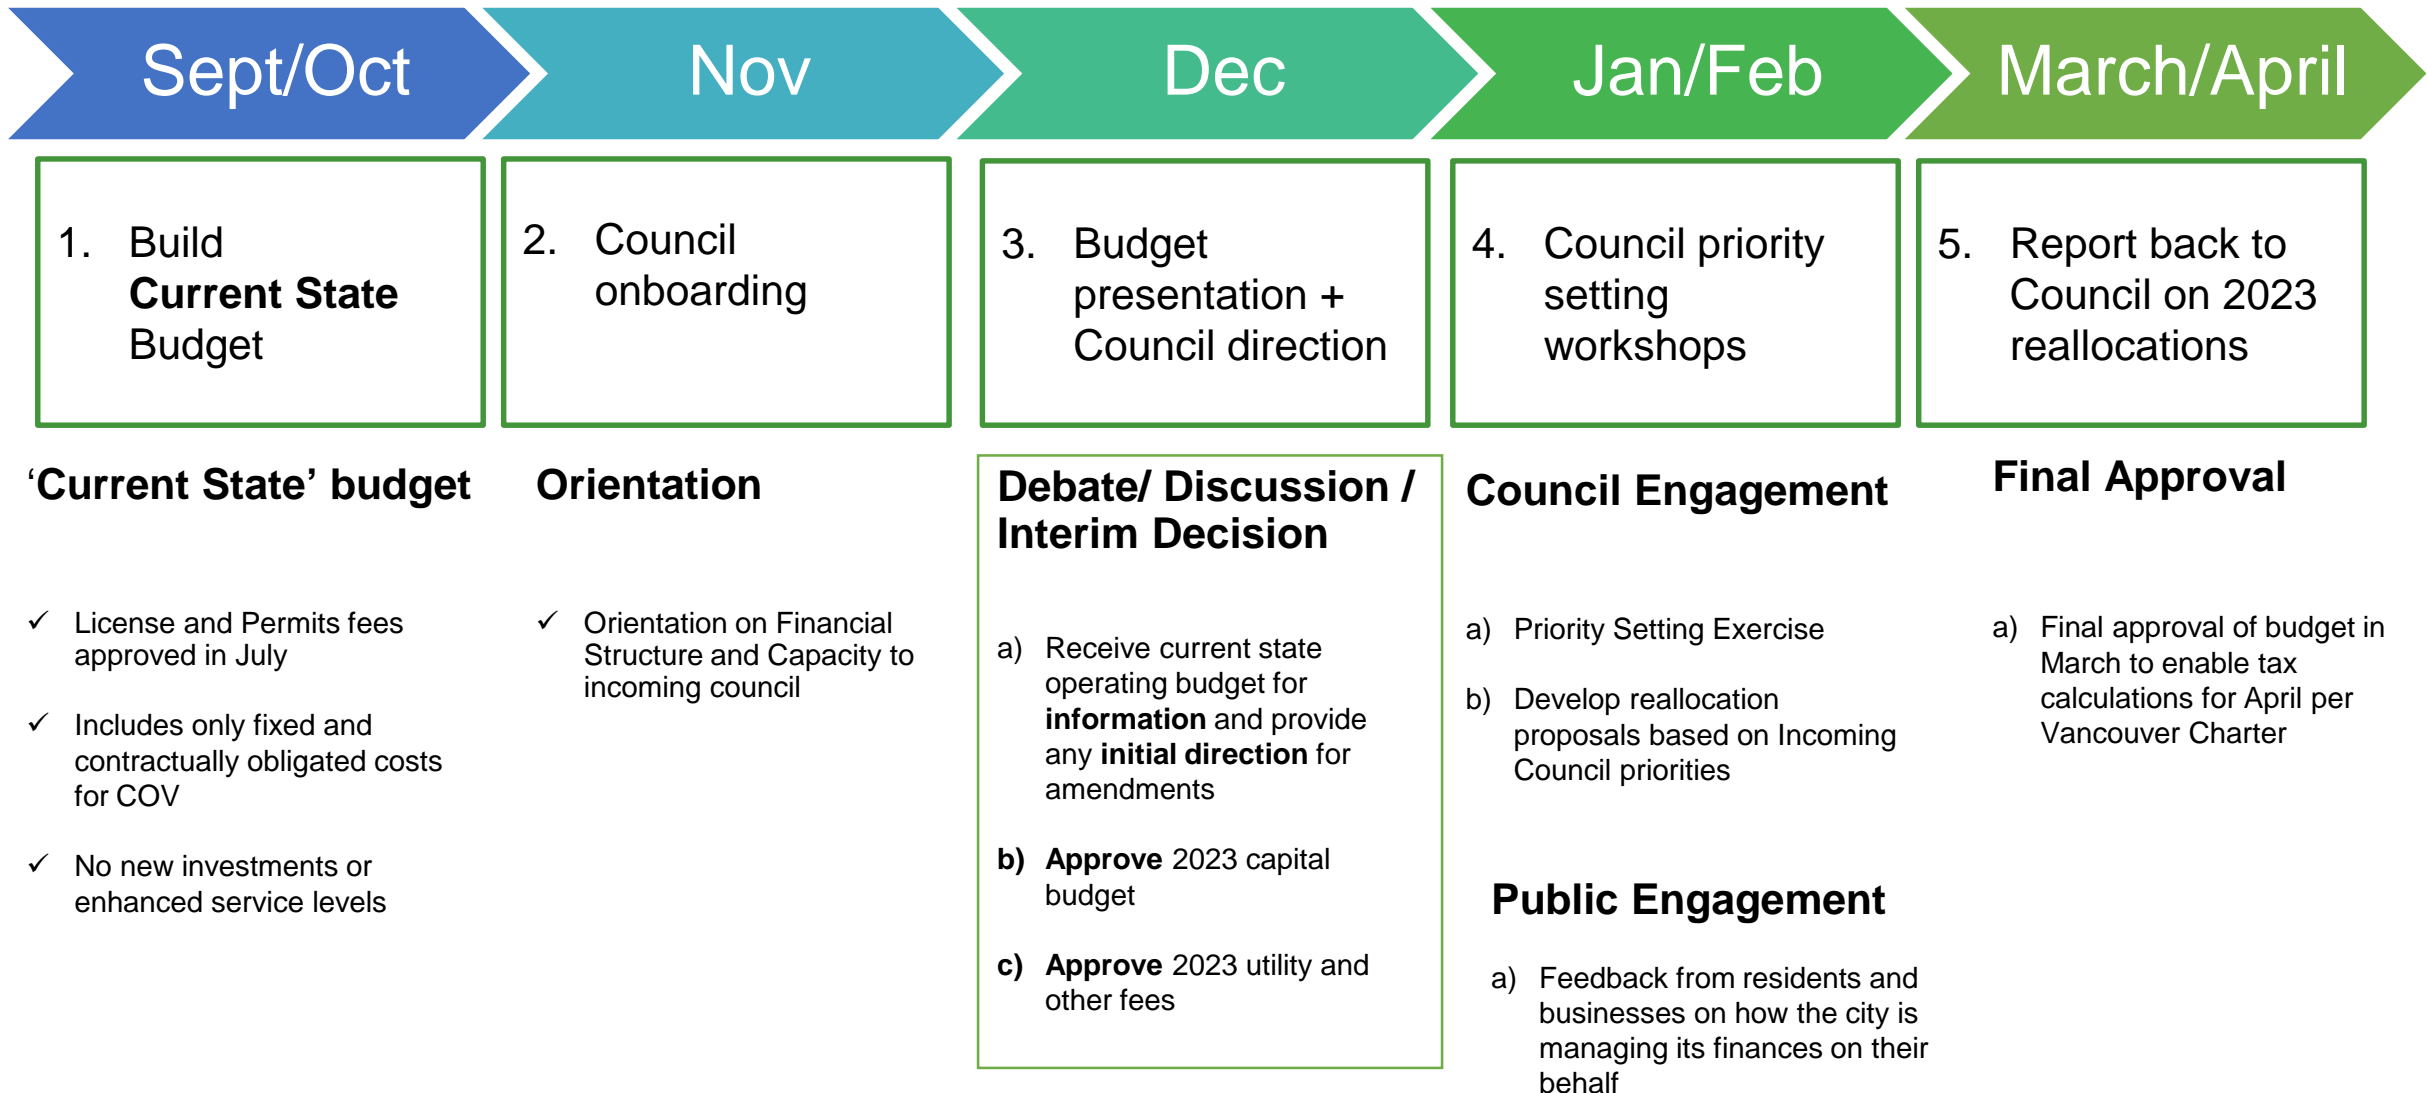 Sept/Oct
Nov
Dec
Jan/Feb
March/April
1. Build
Current State
Budget
2. Council
onboarding
3. Budget
presentation +
Council direction
4. Council priority
setting
workshops
5. Report back to
Council on 2023
reallocations
‘Current State’ budget
✓ License and Permits fees
approved in July
✓ Includes only fixed and
contractually obligated costs
for COV
✓ No new investments or
enhanced service levels
Orientation
✓ Orientation on Financial
Structure and Capacity to
incoming council
Debate/ Discussion /
Interim Decision
a) Receive current state
operating budget for
information and provide
any initial direction for
amendments
b) Approve 2023 capital
budget
c) Approve 2023 utility and
other fees
Council Engagement
a) Priority Setting Exercise
b) Develop reallocation
proposals based on Incoming
Council priorities
Public Engagement
a) Feedback from residents and
businesses on how the city is
managing its finances on their
behalf
Final Approval
a) Final approval of budget in
March to enable tax
calculations for April per
Vancouver Charter